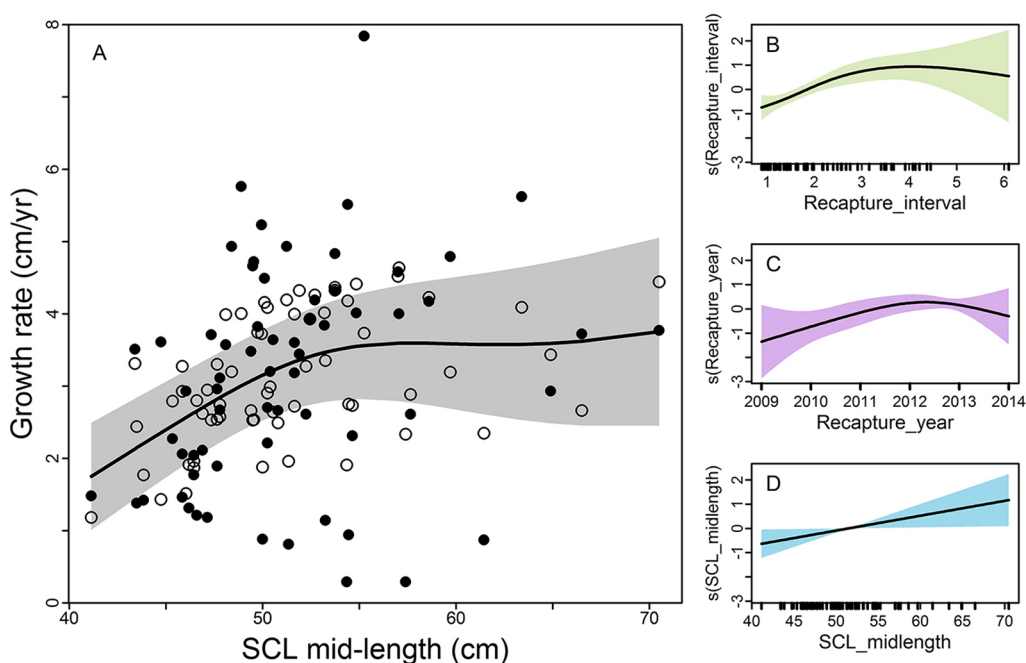 A
8
6
4
2
0
Growth rate (cm/yr)
40 50 60 70
SCL mid-length (cm)
B
2
1
0
-1
-3
s(Recapture_interval)
1 2 3 4 5 6
Recapture_interval
C
2
1
0
-1
-3
s(Recapture_year)
2009 2010 2011 2012 2013 2014
Recapture_year
D
2
1
0
-1
-3
s(SCL_midlength)
40 45 50 55 60 65 70
SCL_midlength